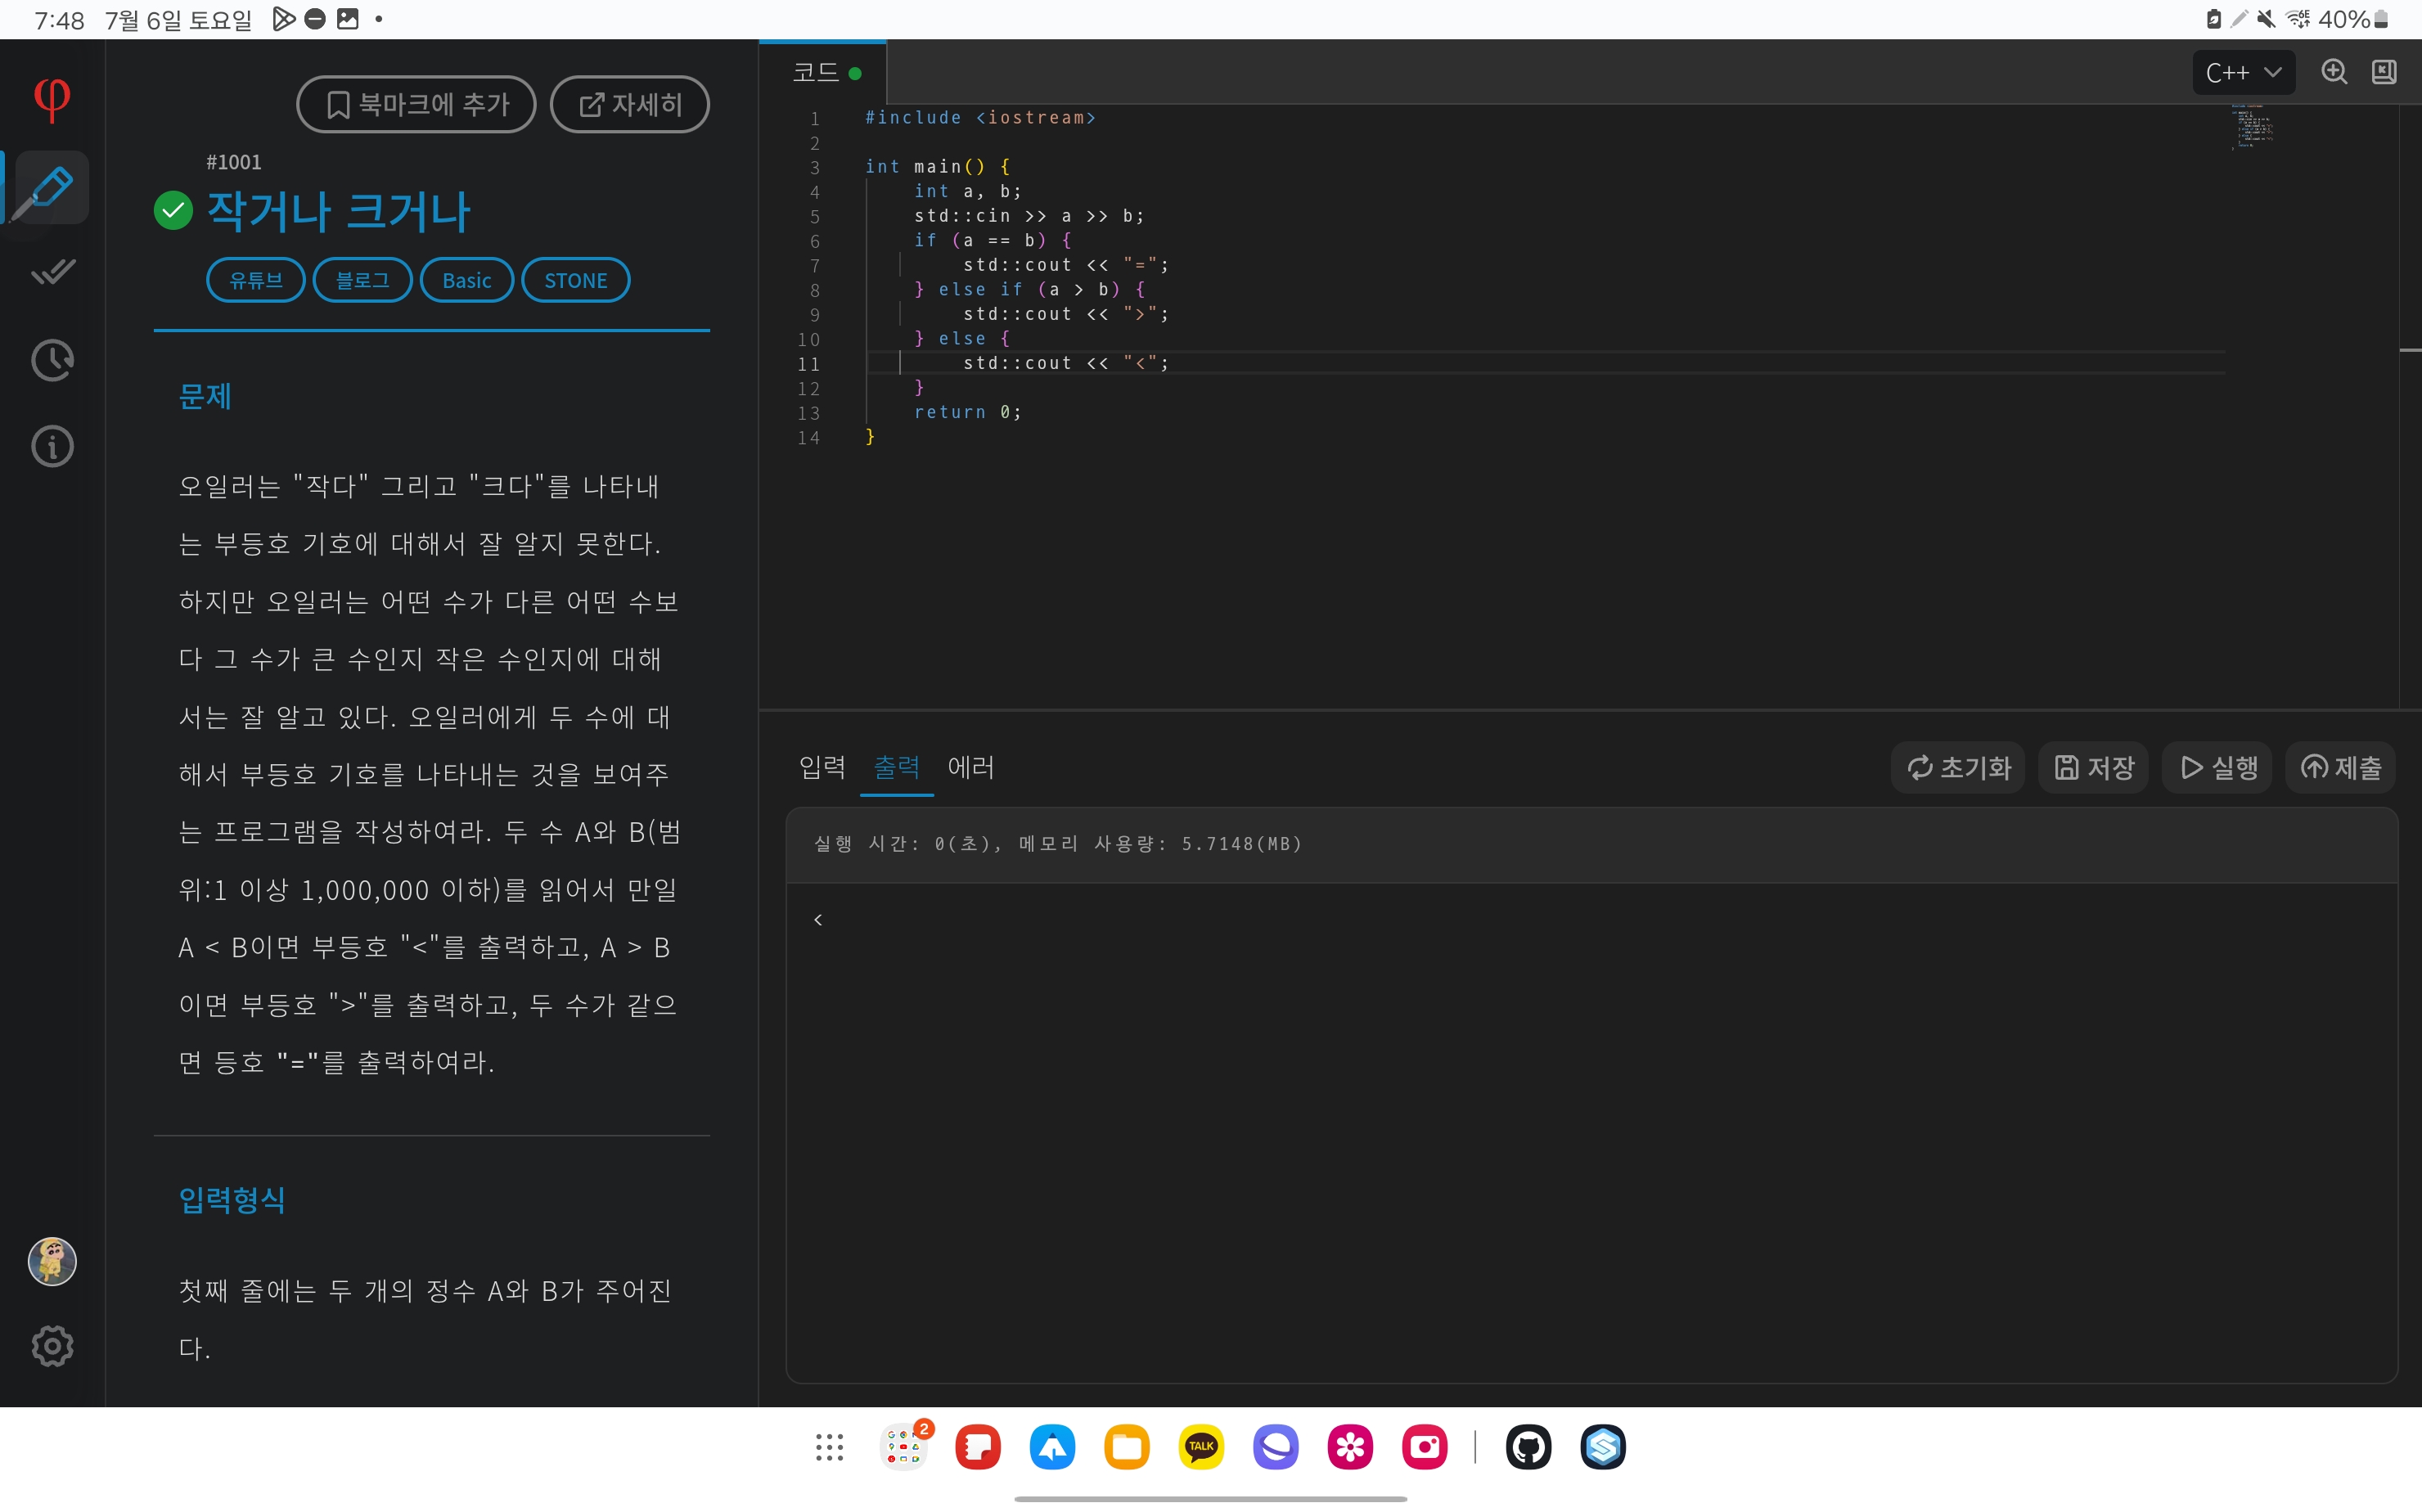 7:48 7월 6일 토요일
6E 40%
φ
북마크에 추가 자세히
#1001
작거나 크거나
유튜브 블로그 Basic STONE
문제
오일러는 "작다" 그리고 "크다"를 나타내
는 부등호 기호에 대해서 잘 알지 못한다.
하지만 오일러는 어떤 수가 다른 어떤 수보
다 그 수가 큰 수인지 작은 수인지에 대해
서는 잘 알고 있다. 오일러에게 두 수에 대
해서 부등호 기호를 나타내는 것을 보여주
는 프로그램을 작성하여라. 두 수 A와 B(범
위:1 이상 1,000,000 이하)를 읽어서 만일
A < B이면 부등호 "<"를 출력하고, A > B
이면 부등호 ">"를 출력하고, 두 수가 같으
면 등호 "="를 출력하여라.
입력형식
첫째 줄에는 두 개의 정수 A와 B가 주어진
다.
코드
C++
1 #include <iostream>
2
3 int main() {
4     int a, b;
5     std::cin >> a >> b;
6     if (a == b) {
7         std::cout << "=";
8     } else if (a > b) {
9         std::cout << ">";
10     } else {
11         std::cout << "<";
12     }
13     return 0;
14 }
입력 출력 에러
초기화 저장 실행 제출
실행 시간: 0(초), 메모리 사용량: 5.7148(MB)
<
2
TALK